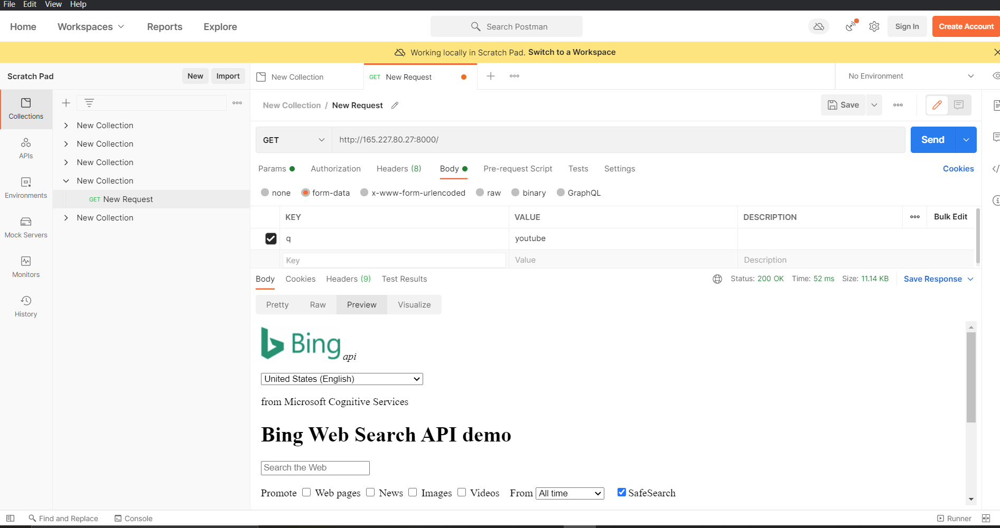 File Edit View Help
Home Workspaces Reports Explore Search Postman Sign In Create Account
Working locally in Scratch Pad. Switch to a Workspace
Scratch Pad New Import New Collection GET New Request No Environment
Collections
APIs
Environments
Mock Servers
Monitors
History
New Collection
New Collection
New Collection
New Collection
GET New Request
New Collection
New Collection / New Request Save
GET http://165.227.80.27:8000/ Send
Params Authorization Headers (8) Body Pre-request Script Tests Settings Cookies
none form-data x-www-form-urlencoded raw binary GraphQL
KEY VALUE DESCRIPTION Bulk Edit
q youtube
Key Value Description
Body Cookies Headers (9) Test Results Status: 200 OK Time: 52 ms Size: 11.14 KB Save Response
Pretty Raw Preview Visualize
Bing api
United States (English)
from Microsoft Cognitive Services
Bing Web Search API demo
Search the Web
Promote Web pages News Images Videos From All time SafeSearch
Find and Replace Console Runner